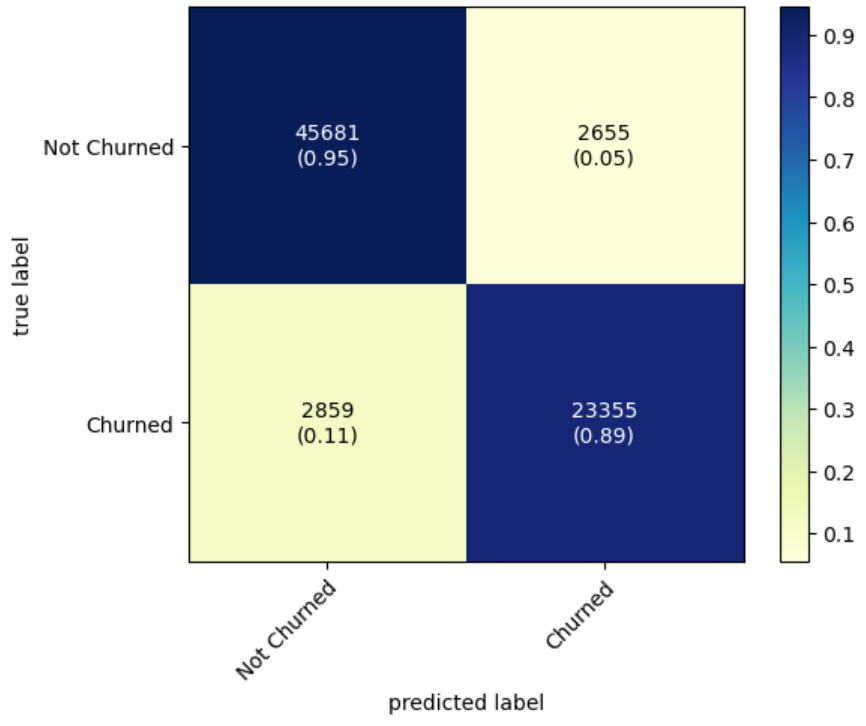 Not Churned
Churned
true label
45681
(0.95)
2655
(0.05)
2859
(0.11)
23355
(0.89)
Not Churned
Churned
predicted label
0.9
0.8
0.7
0.6
0.5
0.4
0.3
0.2
0.1